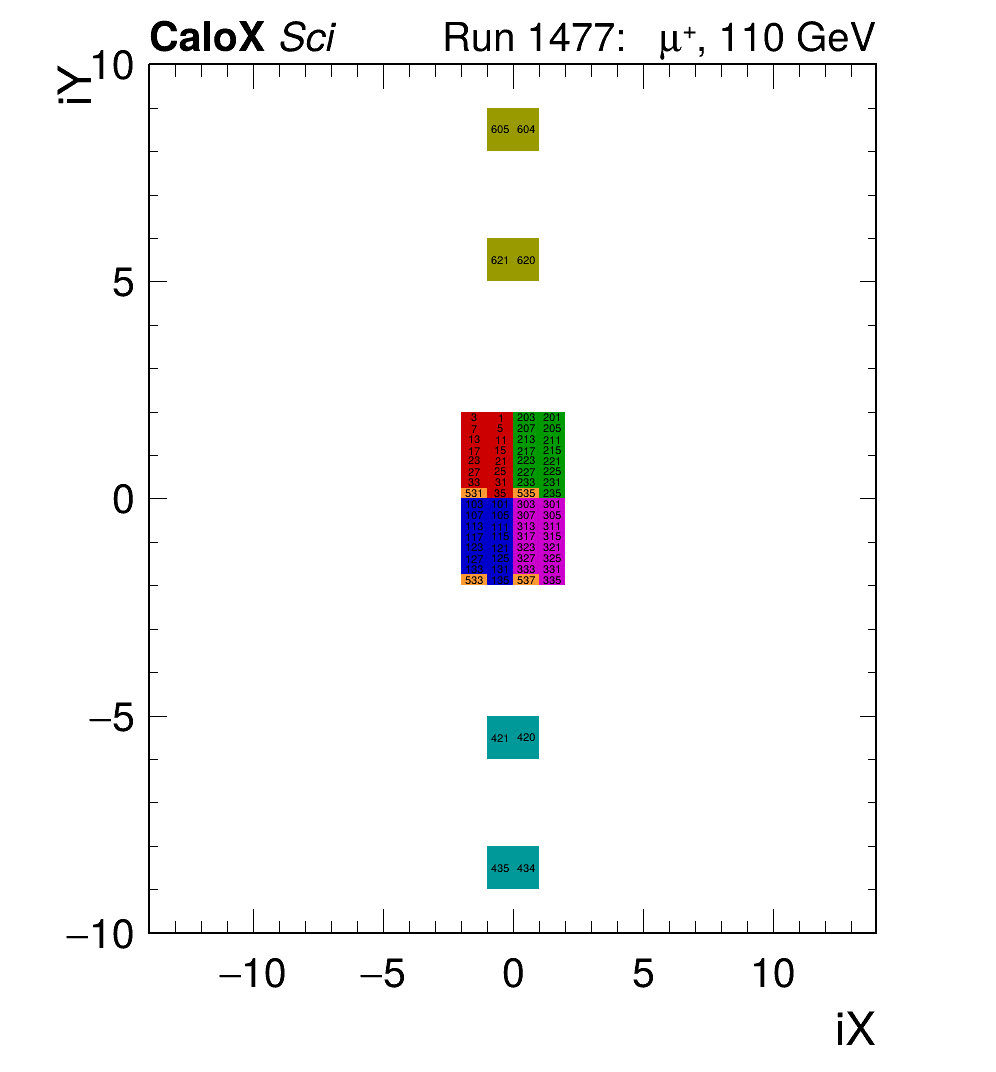 CaloX Sci Run 1477: μ⁺, 110 GeV
iY
10
605 604
621 620
5
3 1 203 201
7 5 207 205
13 11 213 211
17 15 217 215
23 21 223 221
27 25 227 225
33 31 233 231
531 35 535 235
0
103 101 303 301
107 105 307 305
113 111 313 311
117 115 317 315
123 121 323 321
127 125 327 325
133 131 333 331
533 135 537 335
−5
421 420
435 434
−10
−10 −5 0 5 10
iX